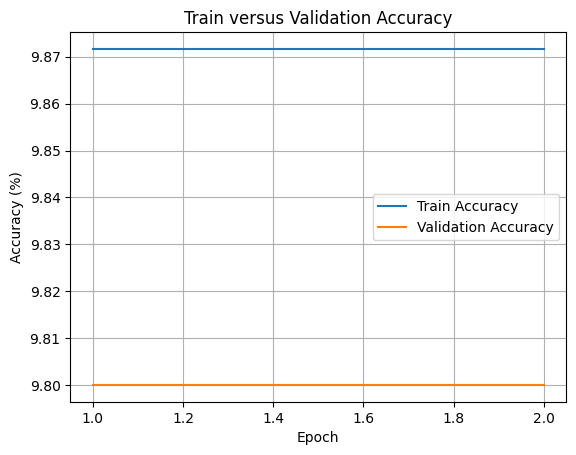 Train versus Validation Accuracy
Accuracy (%)
9.87
9.86
9.85
9.84
9.83
9.82
9.81
9.80
Train Accuracy
Validation Accuracy
1.0 1.2 1.4 1.6 1.8 2.0
Epoch